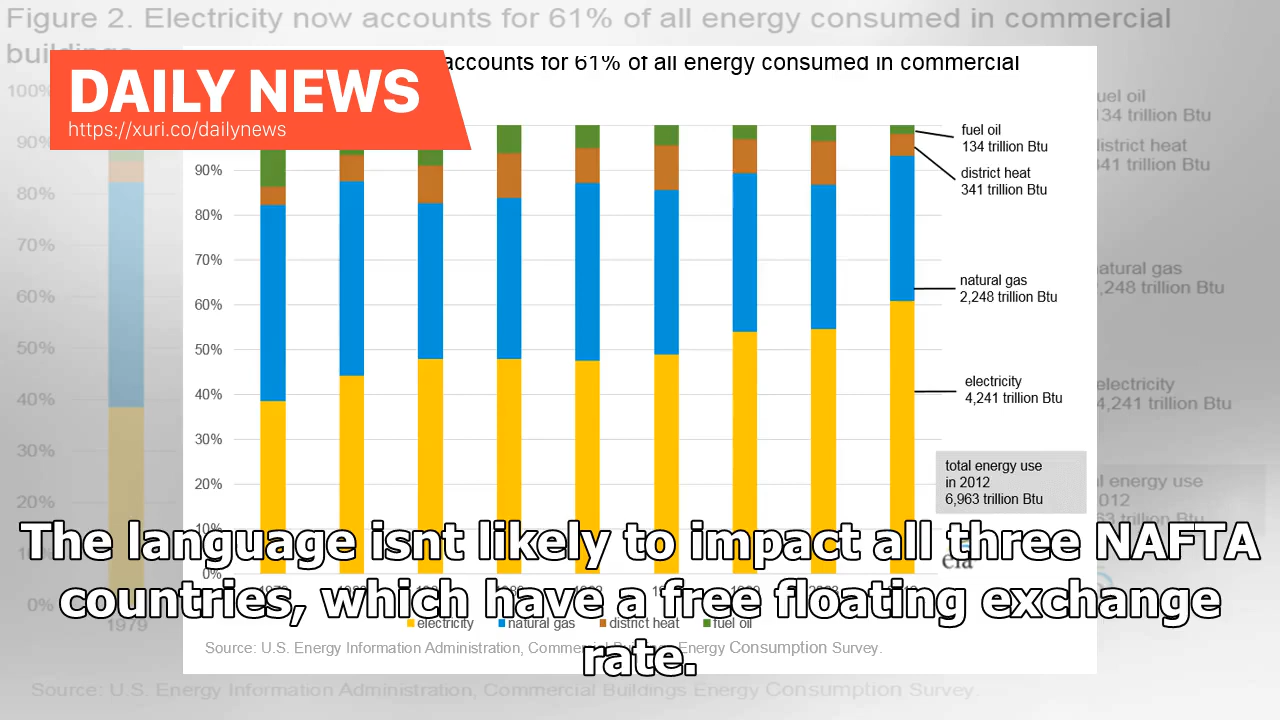 Figure 2. Electricity now accounts for 61% of all energy consumed in commercial
buildings
DAILY NEWS
https://xuri.co/dailynews
accounts for 61% of all energy consumed in commercial
100%
90%
80%
70%
60%
50%
40%
30%
20%
0%
1979
90%
80%
70%
60%
50%
40%
30%
20%
10%
0%
fuel oil
134 trillion Btu
district heat
341 trillion Btu
natural gas
2,248 trillion Btu
electricity
4,241 trillion Btu
total energy use
in 2012
6,963 trillion Btu
eia
fuel oil
134 trillion Btu
district heat
341 trillion Btu
natural gas
,248 trillion Btu
electricity
4,241 trillion Btu
energy use
The language isnt likely to impact all three NAFTA
countries, which have a free floating exchange
rate.
electricity natural gas district heat fuel oil
Source: U.S. Energy Information Administration, Energy Consumption Survey.
Source: U.S. Energy Information Administration, Commercial Buildings Energy Consumption Survey.